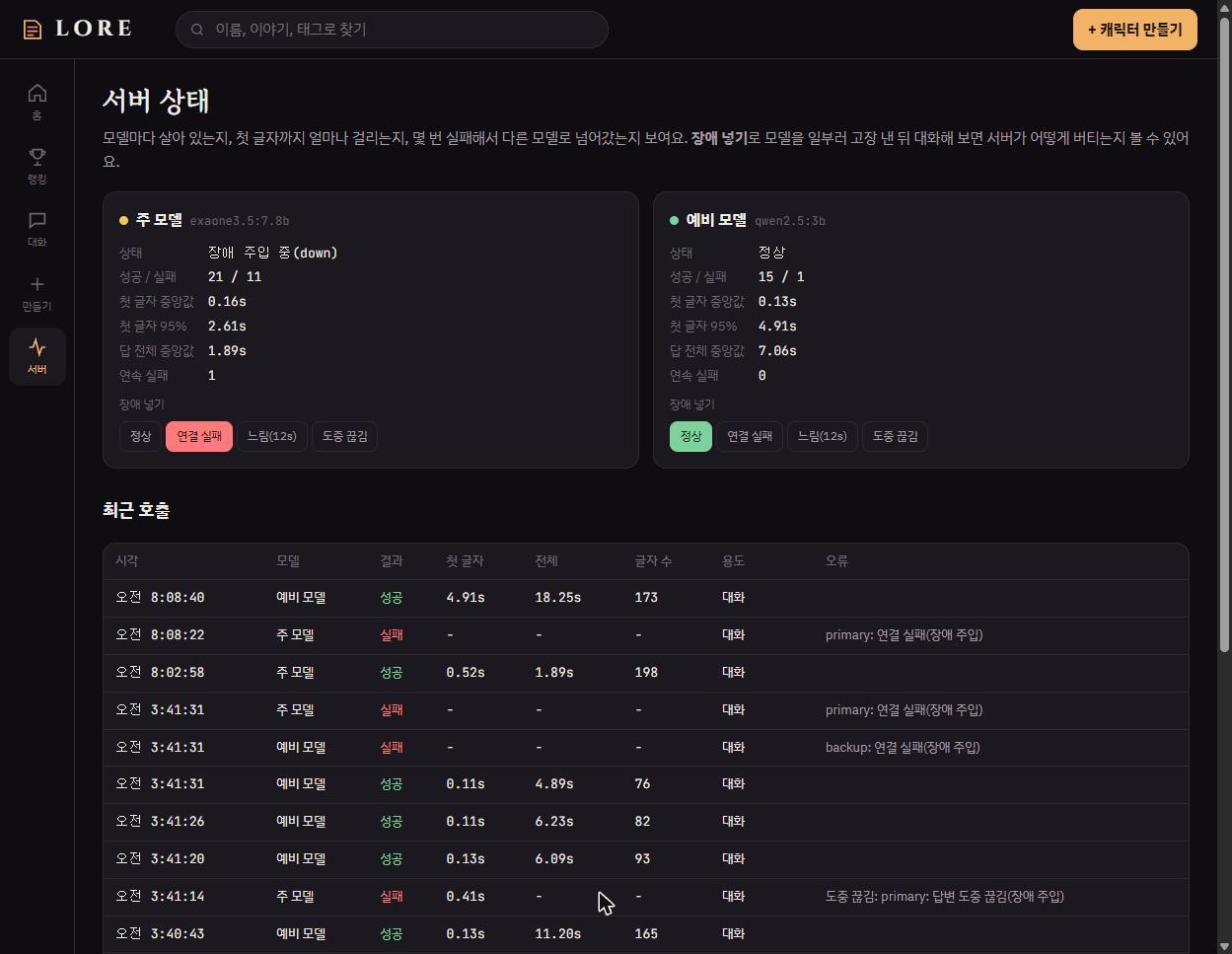 LORE
이름, 이야기, 태그로 찾기
+ 캐릭터 만들기
홈
랭킹
대화
만들기
서버
서버 상태
모델마다 살아 있는지, 첫 글자까지 얼마나 걸리는지, 몇 번 실패해서 다른 모델로 넘어갔는지 보여요. 장애 넣기로 모델을 일부러 고장 낸 뒤 대화해 보면 서버가 어떻게 버티는지 볼 수 있어
요.
주 모델 exaone3.5:7.8b
상태 장애 주입 중(down)
성공 / 실패 21 / 11
첫 글자 중앙값 0.16s
첫 글자 95% 2.61s
답 전체 중앙값 1.89s
연속 실패 1
장애 넣기
정상 연결 실패 느림(12s) 도중 끊김
예비 모델 qwen2.5:3b
상태 정상
성공 / 실패 15 / 1
첫 글자 중앙값 0.13s
첫 글자 95% 4.91s
답 전체 중앙값 7.06s
연속 실패 0
장애 넣기
정상 연결 실패 느림(12s) 도중 끊김
최근 호출
시각 모델 결과 첫 글자 전체 글자 수 용도 오류
오전 8:08:40 예비 모델 성공 4.91s 18.25s 173 대화
오전 8:08:22 주 모델 실패 - - - 대화 primary: 연결 실패(장애 주입)
오전 8:02:58 주 모델 성공 0.52s 1.89s 198 대화
오전 3:41:31 주 모델 실패 - - - 대화 primary: 연결 실패(장애 주입)
오전 3:41:31 예비 모델 실패 - - - 대화 backup: 연결 실패(장애 주입)
오전 3:41:31 예비 모델 성공 0.11s 4.89s 76 대화
오전 3:41:26 예비 모델 성공 0.11s 6.23s 82 대화
오전 3:41:20 예비 모델 성공 0.13s 6.09s 93 대화
오전 3:41:14 주 모델 실패 0.41s - - 대화 도중 끊김: primary: 답변 도중 끊김(장애 주입)
오전 3:40:43 예비 모델 성공 0.13s 11.20s 165 대화